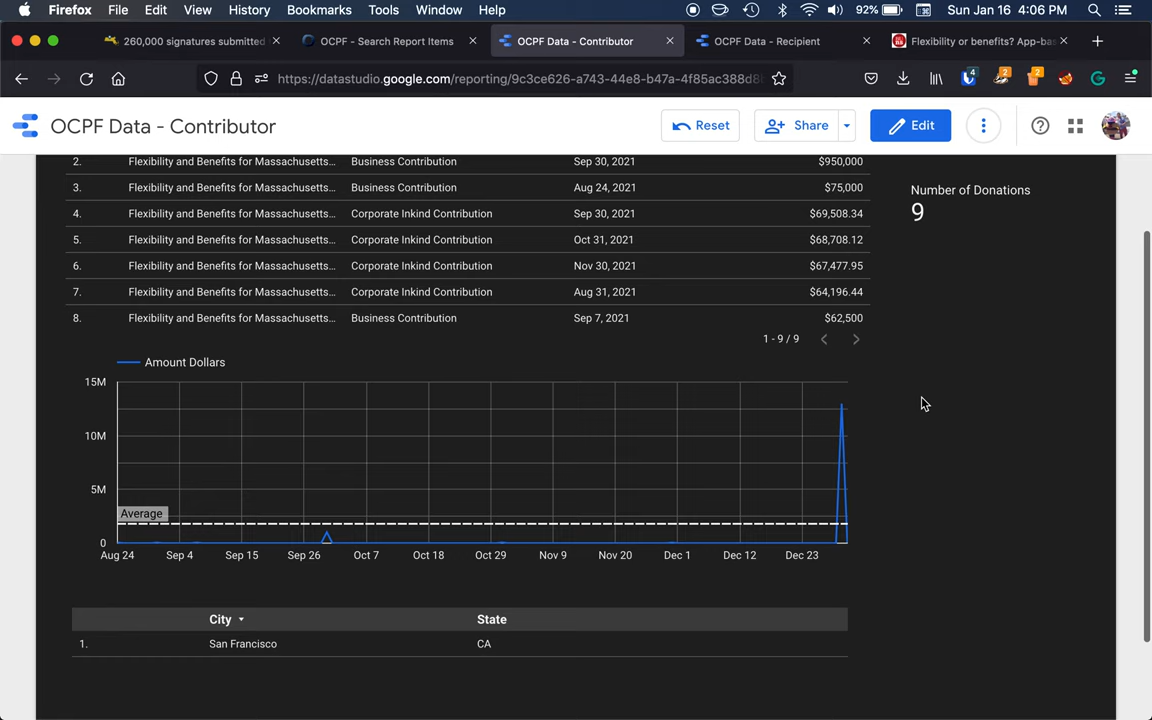 Firefox File Edit View History Bookmarks Tools Window Help 92% Sun Jan 16 4:06 PM
260,000 signatures submitted OCPF - Search Report Items OCPF Data - Contributor OCPF Data - Recipient Flexibility or benefits? App-bas
https://datastudio.google.com/reporting/9c3ce626-a743-44e8-b47a-4f85ac388d8 4 2 2
OCPF Data - Contributor Reset Share Edit
2. Flexibility and Benefits for Massachusetts... Business Contribution Sep 30, 2021 $950,000
3. Flexibility and Benefits for Massachusetts... Business Contribution Aug 24, 2021 $75,000
4. Flexibility and Benefits for Massachusetts... Corporate Inkind Contribution Sep 30, 2021 $69,508.34
5. Flexibility and Benefits for Massachusetts... Corporate Inkind Contribution Oct 31, 2021 $68,708.12
6. Flexibility and Benefits for Massachusetts... Corporate Inkind Contribution Nov 30, 2021 $67,477.95
7. Flexibility and Benefits for Massachusetts... Corporate Inkind Contribution Aug 31, 2021 $64,196.44
8. Flexibility and Benefits for Massachusetts... Business Contribution Sep 7, 2021 $62,500
1 - 9 / 9
Number of Donations
9
Amount Dollars
15M
10M
5M
Average
0
Aug 24 Sep 4 Sep 15 Sep 26 Oct 7 Oct 18 Oct 29 Nov 9 Nov 20 Dec 1 Dec 12 Dec 23
City State
1. San Francisco CA